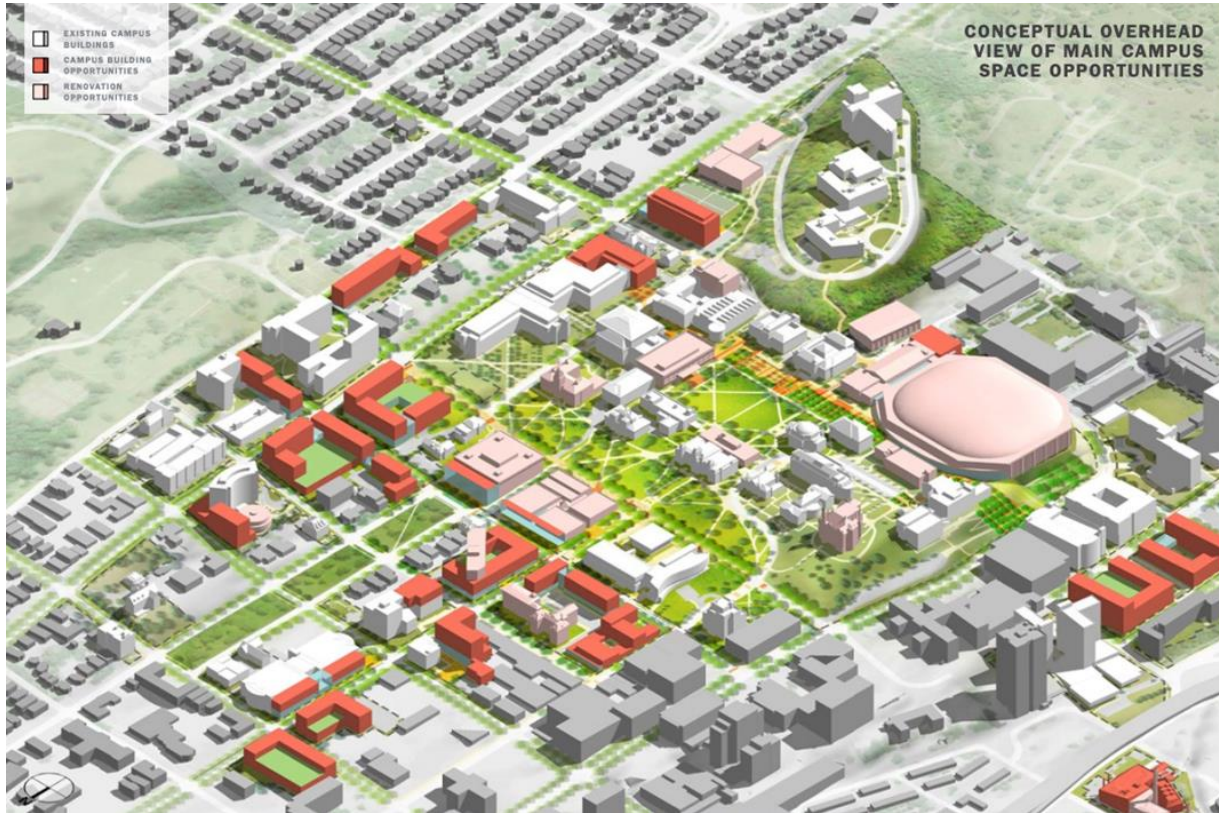 EXISTING CAMPUS
BUILDINGS
CAMPUS BUILDING
OPPORTUNITIES
RENOVATION
OPPORTUNITIES
CONCEPTUAL OVERHEAD
VIEW OF MAIN CAMPUS
SPACE OPPORTUNITIES